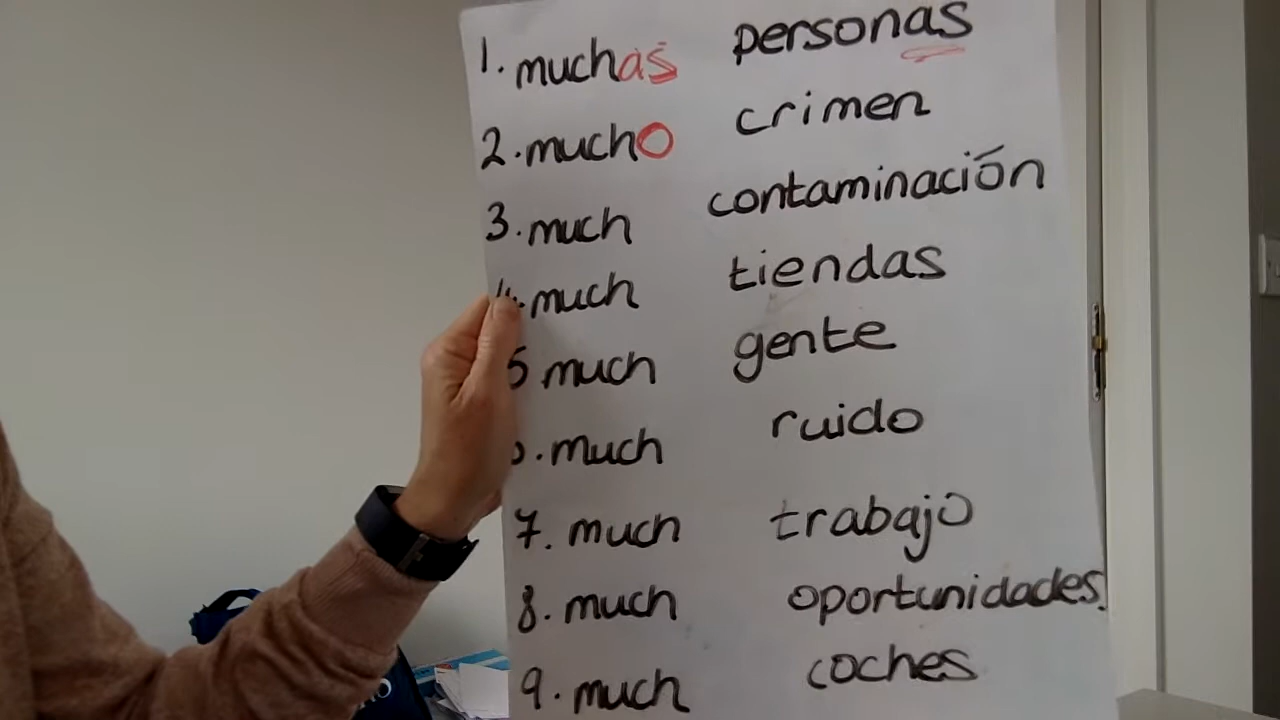 1. muchas personas
2. mucho crimen
3. much contaminación
4. much tiendas
5 much gente
. much ruido
7. much trabajo
8. much oportunidades.
9. much coches